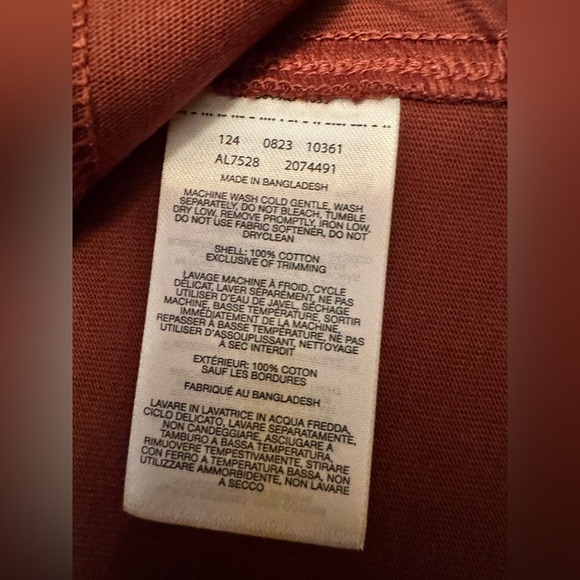 124 0823 10361
AL7528 2074491
MADE IN BANGLADESH
MACHINE WASH COLD GENTLE, WASH
SEPARATELY, DO NOT BLEACH, TUMBLE
DRY LOW, REMOVE PROMPTLY, IRON LOW,
DO NOT USE FABRIC SOFTENER, DO NOT
DRYCLEAN
SHELL: 100% COTTON
EXCLUSIVE OF TRIMMING
LAVAGE MACHINE À FROID, CYCLE
DÉLICAT, LAVER SÉPAREMENT, NE PAS
UTILISER D'EAU DE JAVEL, SÉCHAGE
MACHINE, BASSE TEMPÉRATURE, SORTIR
IMMÉDIATEMENT DE LA MACHINE,
REPASSER À BASSE TEMPÉRATURE, NE PAS
UTILISER D'ASSOUPLISSANT, NETTOYAGE
À SEC INTERDIT
EXTÉRIEUR: 100% COTON
SAUF LES BORDURES
FABRIQUÉ AU BANGLADESH
LAVARE IN LAVATRICE IN ACQUA FREDDA,
CICLO DELICATO, LAVARE SEPARATAMENTE,
NON CANDEGGIARE, ASCIUGARE A
TAMBURO A BASSA TEMPERATURA,
RIMUOVERE TEMPESTIVAMENTE, STIRARE
CON FERRO A TEMPERATURA BASSA, NON
UTILIZZARE AMMORBIDENTE, NON LAVARE
A SECCO